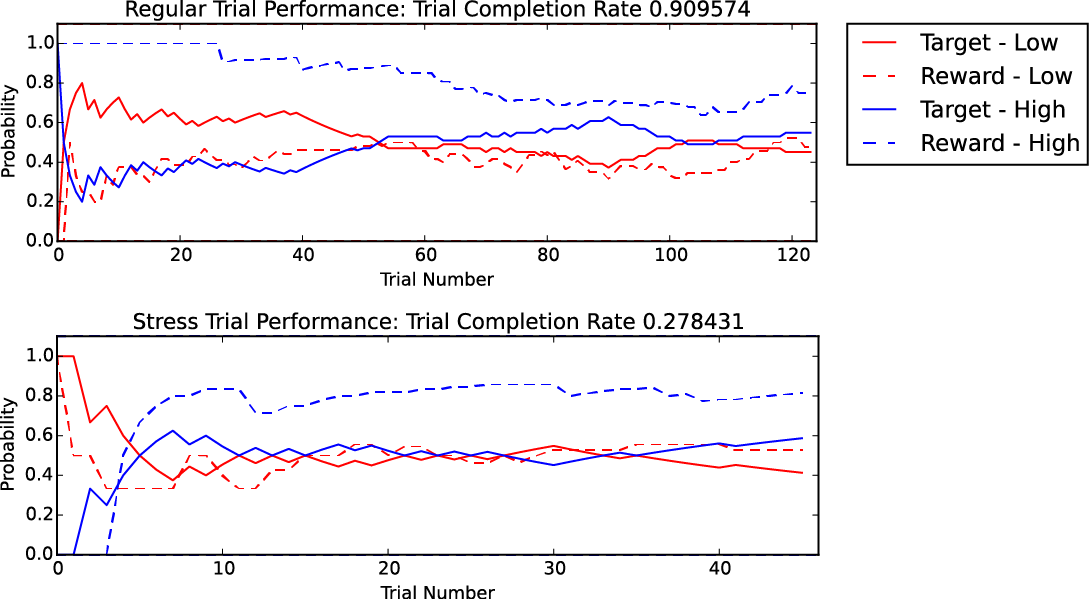 Regular Trial Performance: Trial Completion Rate 0.909574
1.0
0.8
0.6
0.4
0.2
0.0
Probability
0 20 40 60 80 100 120
Trial Number
Target - Low
Reward - Low
Target - High
Reward - High
Stress Trial Performance: Trial Completion Rate 0.278431
1.0
0.8
0.6
0.4
0.2
0.0
Probability
0 10 20 30 40
Trial Number